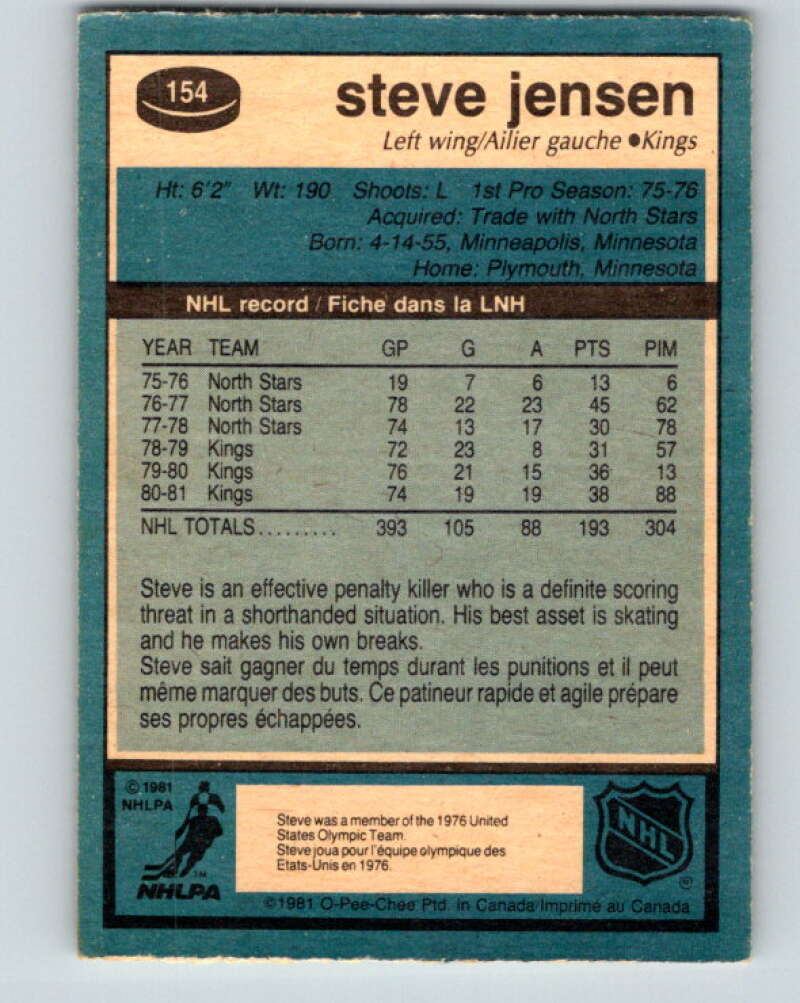 154
steve jensen
Left wing/Ailier gauche ●Kings
Ht: 6'2" Wt: 190 Shoots: L 1st Pro Season: 75-76
Acquired: Trade with North Stars
Born: 4-14-55, Minneapolis, Minnesota
Home: Plymouth, Minnesota
NHL record / Fiche dans la LNH
YEAR TEAM GP G A PTS PIM
75-76 North Stars 19 7 6 13 6
76-77 North Stars 78 22 23 45 62
77-78 North Stars 74 13 17 30 78
78-79 Kings 72 23 8 31 57
79-80 Kings 76 21 15 36 13
80-81 Kings 74 19 19 38 88
NHL TOTALS......... 393 105 88 193 304
Steve is an effective penalty killer who is a definite scoring
threat in a shorthanded situation. His best asset is skating
and he makes his own breaks.
Steve sait gagner du temps durant les punitions et il peut
même marquer des buts. Ce patineur rapide et agile prépare
ses propres échappées.
© 1981
NHLPA
TM
NHLPA
Steve was a member of the 1976 United
States Olympic Team.
Steve joua pour l'équipe olympique des
Etats-Unis en 1976.
NHL
©1981 O-Pee-Chee Ptd. in Canada/Imprimé au Canada